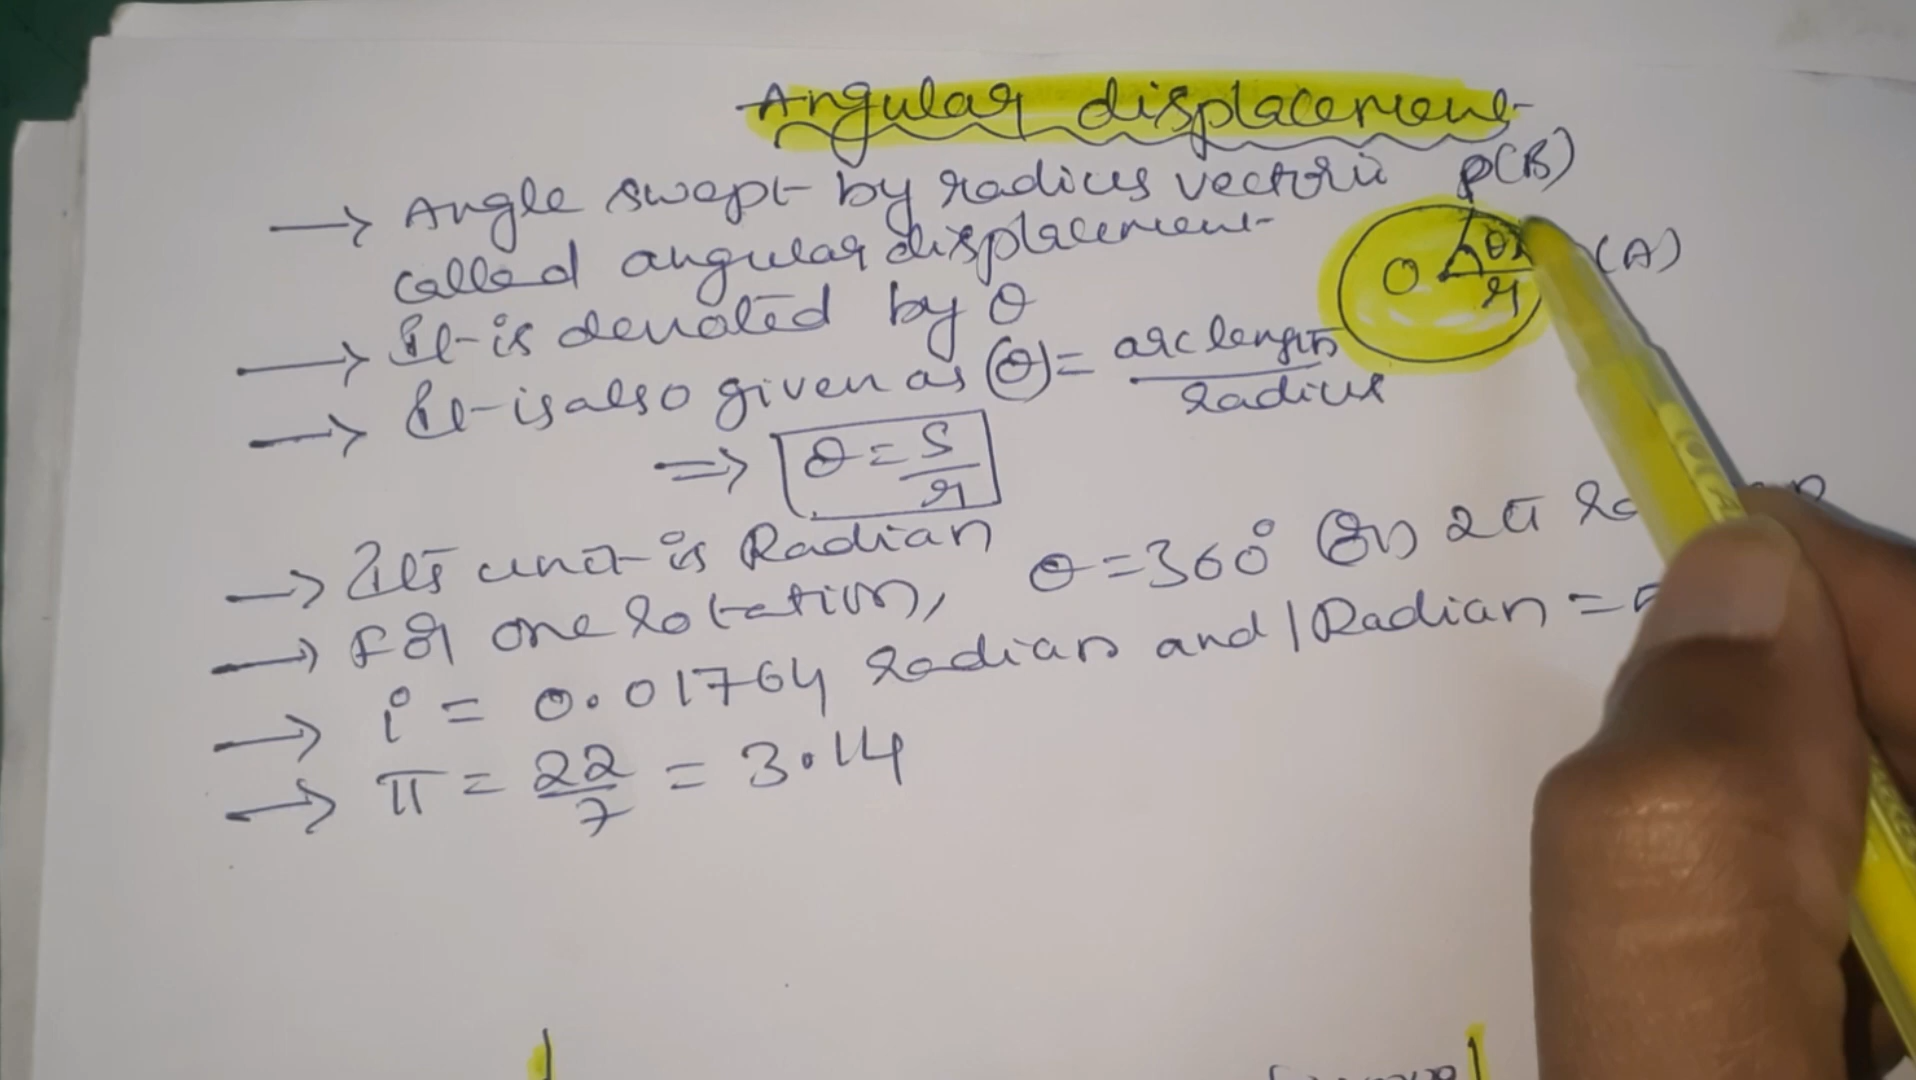 Angular displacement
→ Angle swept by radius vector is
called angular displacement
→ It is denoted by θ
→ It is also given as (θ) = arc length / radius
⇒ θ = S / r
→ Its unit is Radian
→ For one rotation, θ = 360° (or) 2π
→ 1° = 0.01764 radian and 1 Radian =
→ π = 22/7 = 3.14
P(B)
(A)
O
θ
r